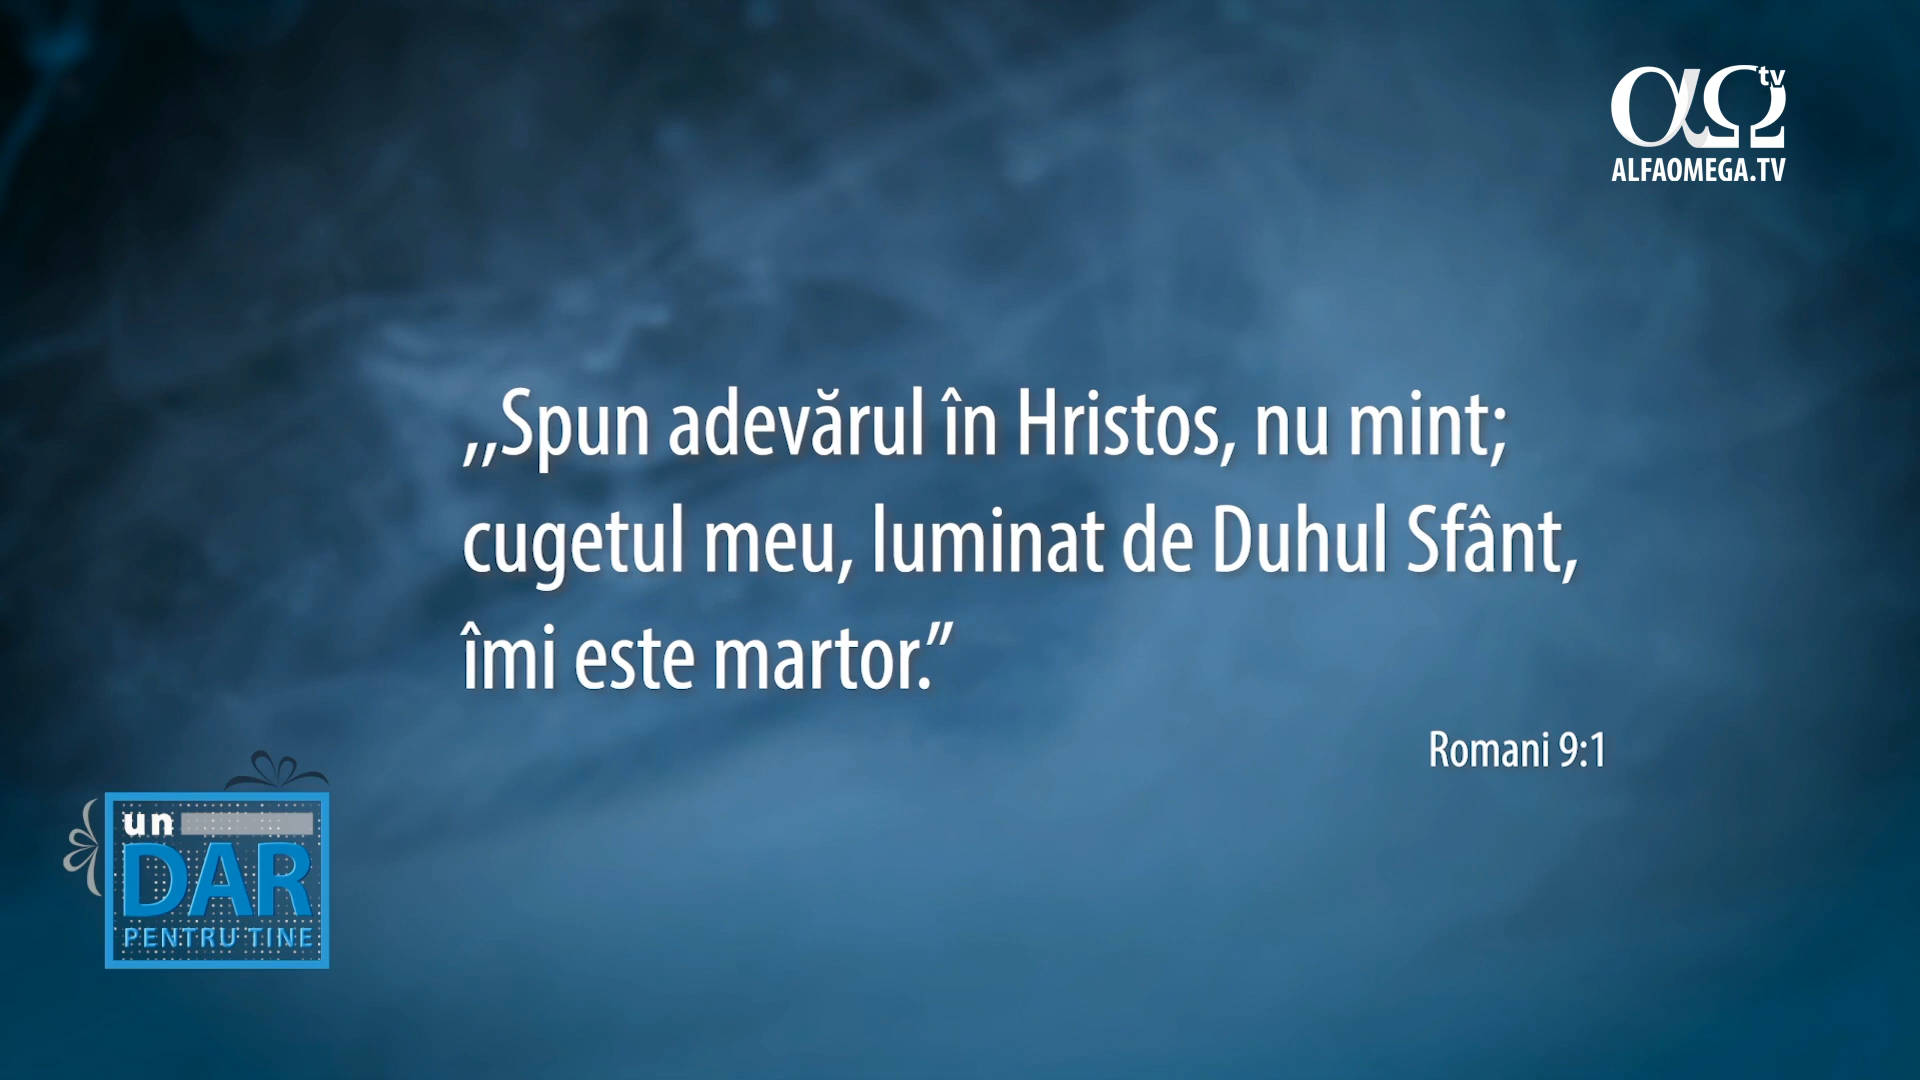 tv
αΩ
ALFAOMEGA.TV
,,Spun adevărul în Hristos, nu mint;
cugetul meu, luminat de Duhul Sfânt,
îmi este martor.”
Romani 9:1
un
DAR
PENTRU TINE